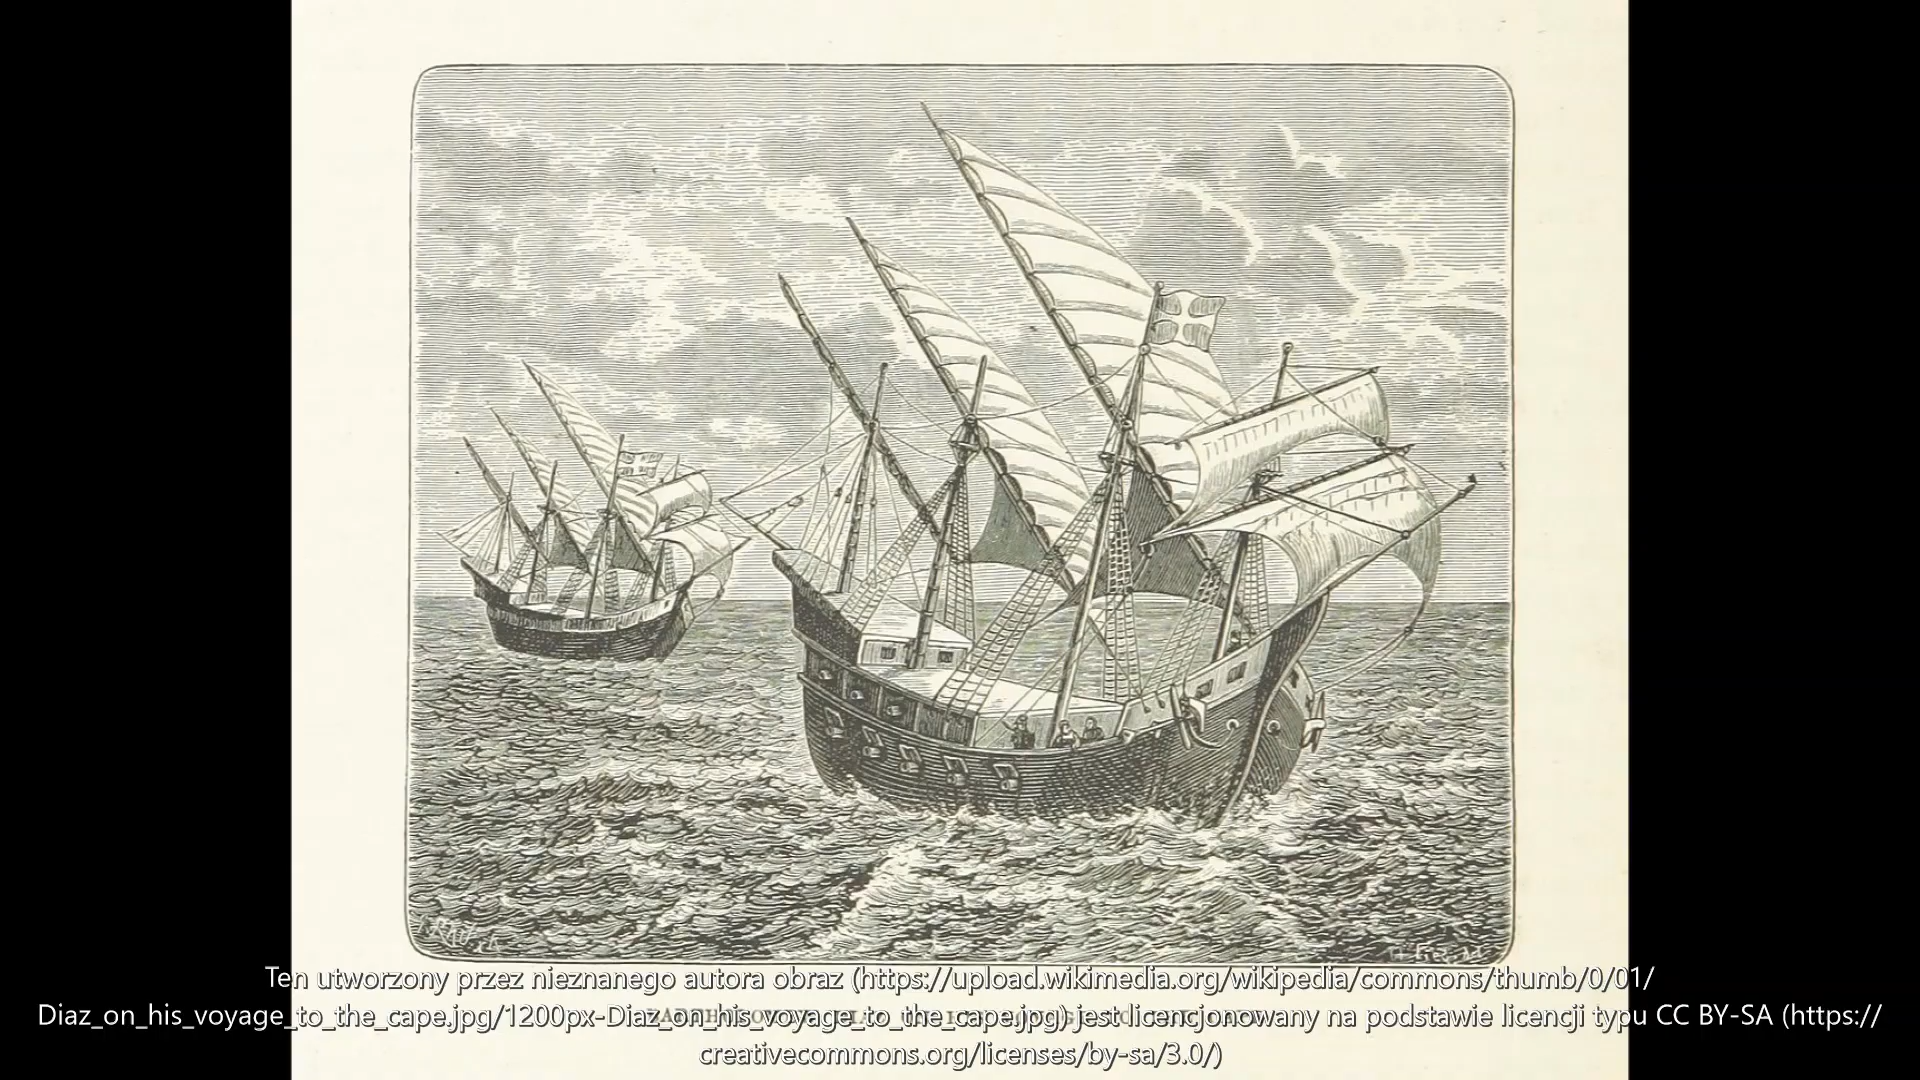 Ten utworzony przez nieznanego autora obraz (https://upload.wikimedia.org/wikipedia/commons/thumb/0/01/
Diaz_on_his_voyage_to_the_cape.jpg/1200px-Diaz_on_his_voyage_to_the_cape.jpg) jest licencjonowany na podstawie licencji typu CC BY-SA (https://
creativecommons.org/licenses/by-sa/3.0/)